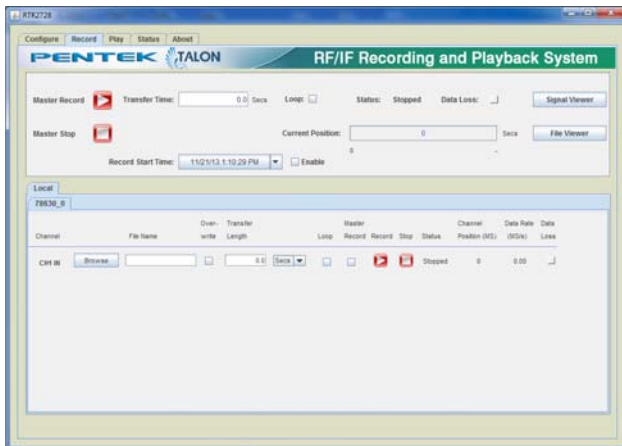 RTK2728
Configure Record Play Status About
PENTEK TALON RF/IF Recording and Playback System
Master Record Transfer Time: 0.0 Secs Loop: Status: Stopped Data Loss: Signal Viewer
Master Stop Current Position: 0 Secs File Viewer
0 -
Record Start Time: 11/21/13 1:10:29 PM Enable
Local
78630_0
Over- Transfer Master Channel Data Rate Data
Channel File Name write Length Loop Record Record Stop Status Position (MS) (MS/s) Loss
CH1 IN Browse 0.0 Secs Stopped 0 0.00